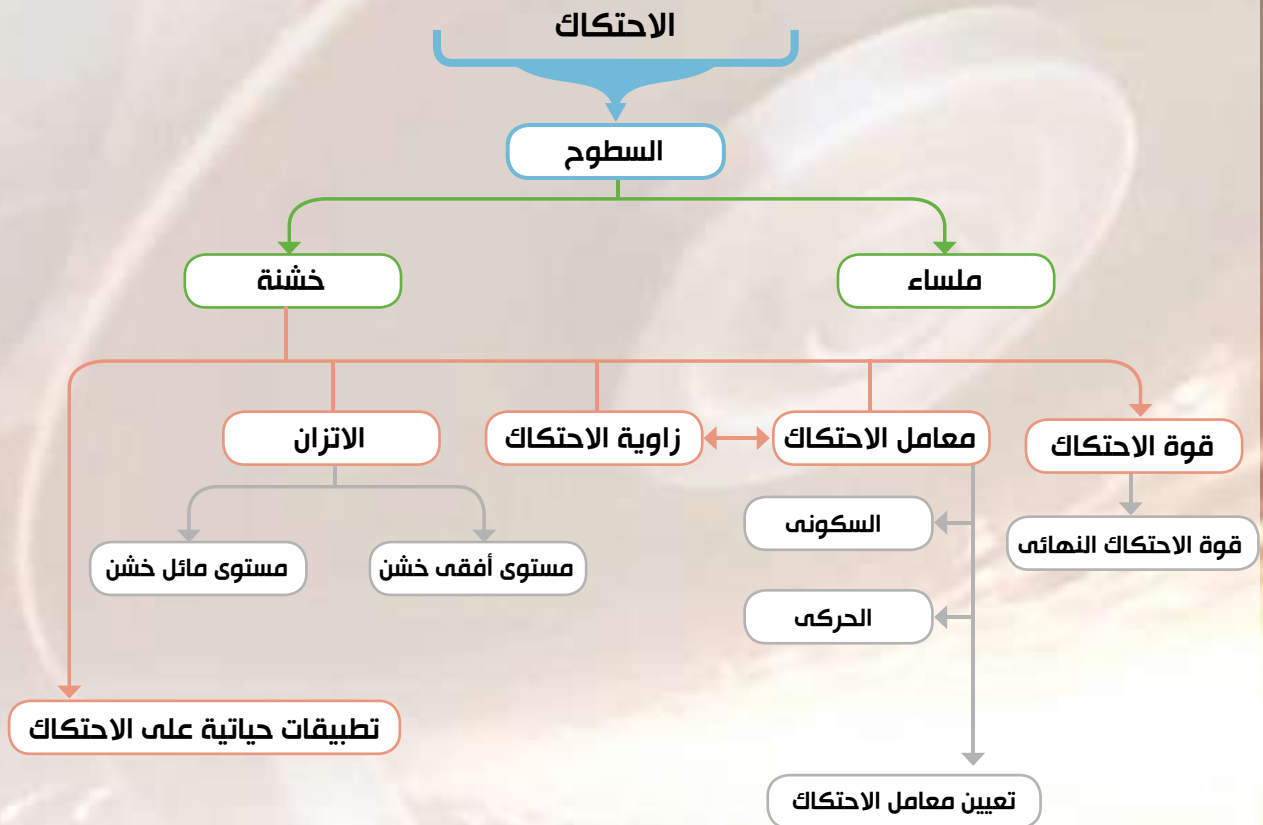 الاحتكاك
السطوح
ملساء
خشنة
قوة الاحتكاك
معامل الاحتكاك
زاوية الاحتكاك
الاتزان
قوة الاحتكاك النهائى
السكونى
الحركى
مستوى أفقى خشن
مستوى مائل خشن
تطبيقات حياتية على الاحتكاك
تعيين معامل الاحتكاك